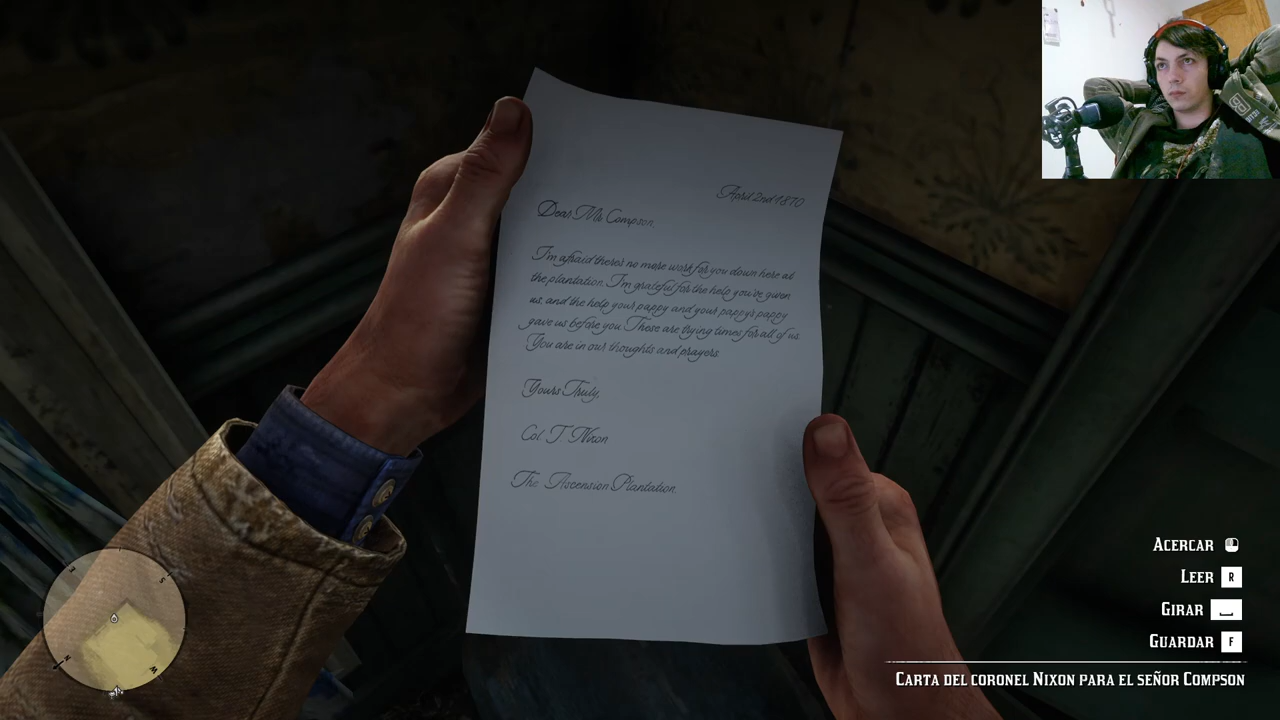 April 2nd 1870
Dear Mr Compson,
I'm afraid there's no more work for you down here at
the plantation. I'm grateful for the help you've given
us, and the help your pappy and your pappy's pappy
gave us before you. These are trying times for all of us.
You are in our thoughts and prayers.
Yours Truly,
Col. T. Nixon
The Ascension Plantation.
ACERCAR
LEER R
GIRAR
GUARDAR F
CARTA DEL CORONEL NIXON PARA EL SEÑOR COMPSON